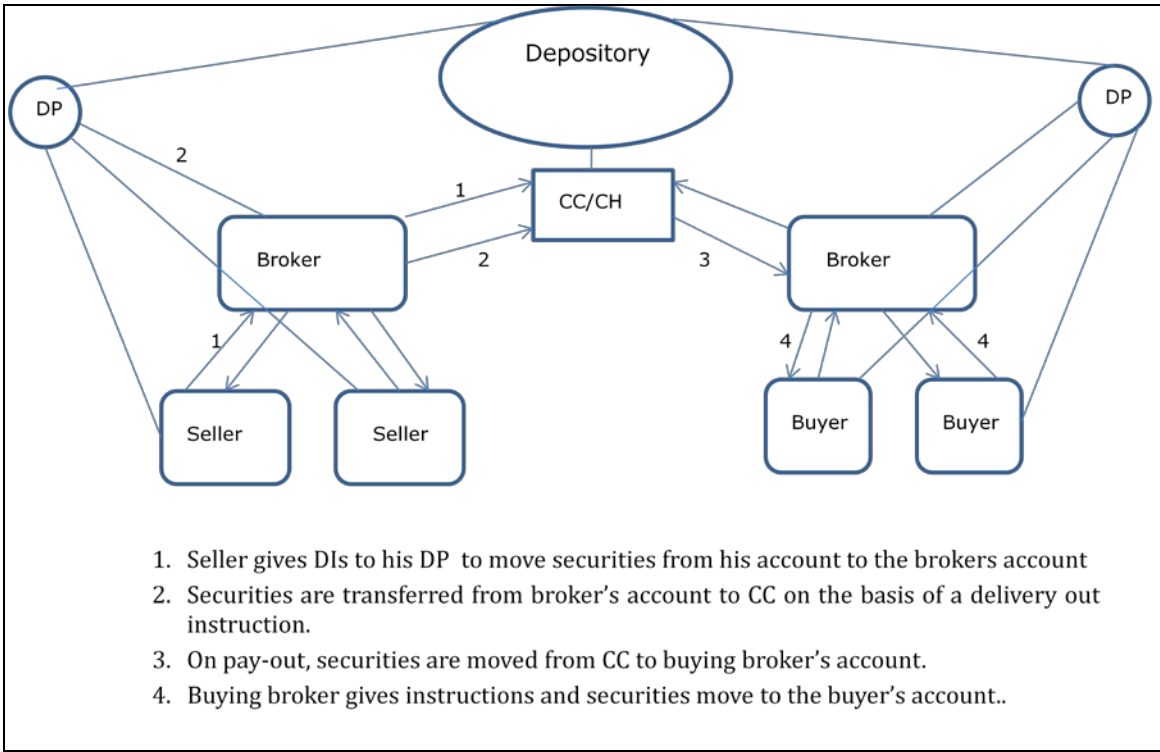 Depository
DP
DP
2
1
CC/CH
Broker
2
3
Broker
1
4
4
Seller
Seller
Buyer
Buyer
1. Seller gives DIs to his DP to move securities from his account to the brokers account
2. Securities are transferred from broker’s account to CC on the basis of a delivery out
instruction.
3. On pay-out, securities are moved from CC to buying broker’s account.
4. Buying broker gives instructions and securities move to the buyer’s account..